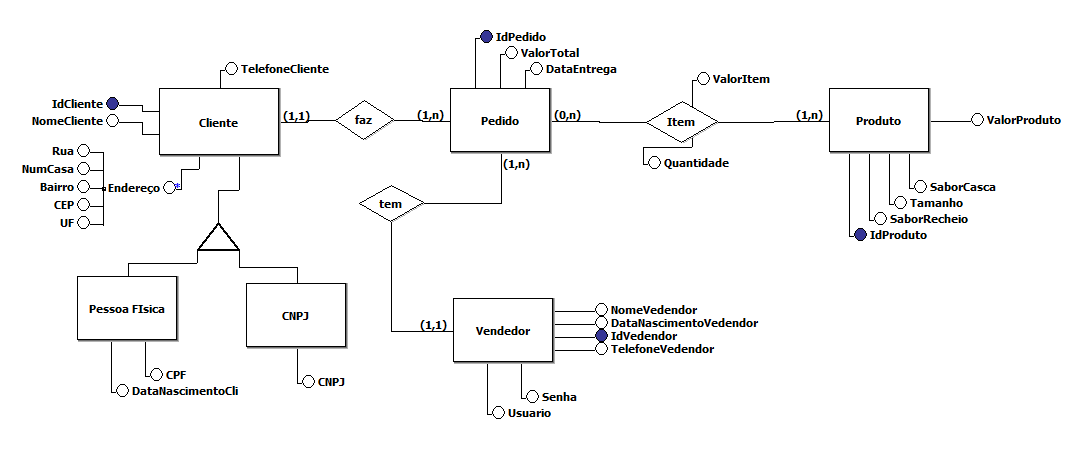 IdPedido
ValorTotal
DataEntrega
TelefoneCliente
ValorItem
IdCliente
NomeCliente
Cliente
(1,1)
faz
(1,n)
Pedido
(0,n)
Item
(1,n)
Produto
ValorProduto
Quantidade
(1,n)
Rua
NumCasa
Bairro
CEP
UF
Endereço
*
SaborCasca
Tamanho
SaborRecheio
IdProduto
tem
Pessoa FIsica
CNPJ
(1,1)
Vendedor
NomeVedendor
DataNascimentoVedendor
IdVedendor
TelefoneVedendor
CPF
DataNascimentoCli
CNPJ
Senha
Usuario